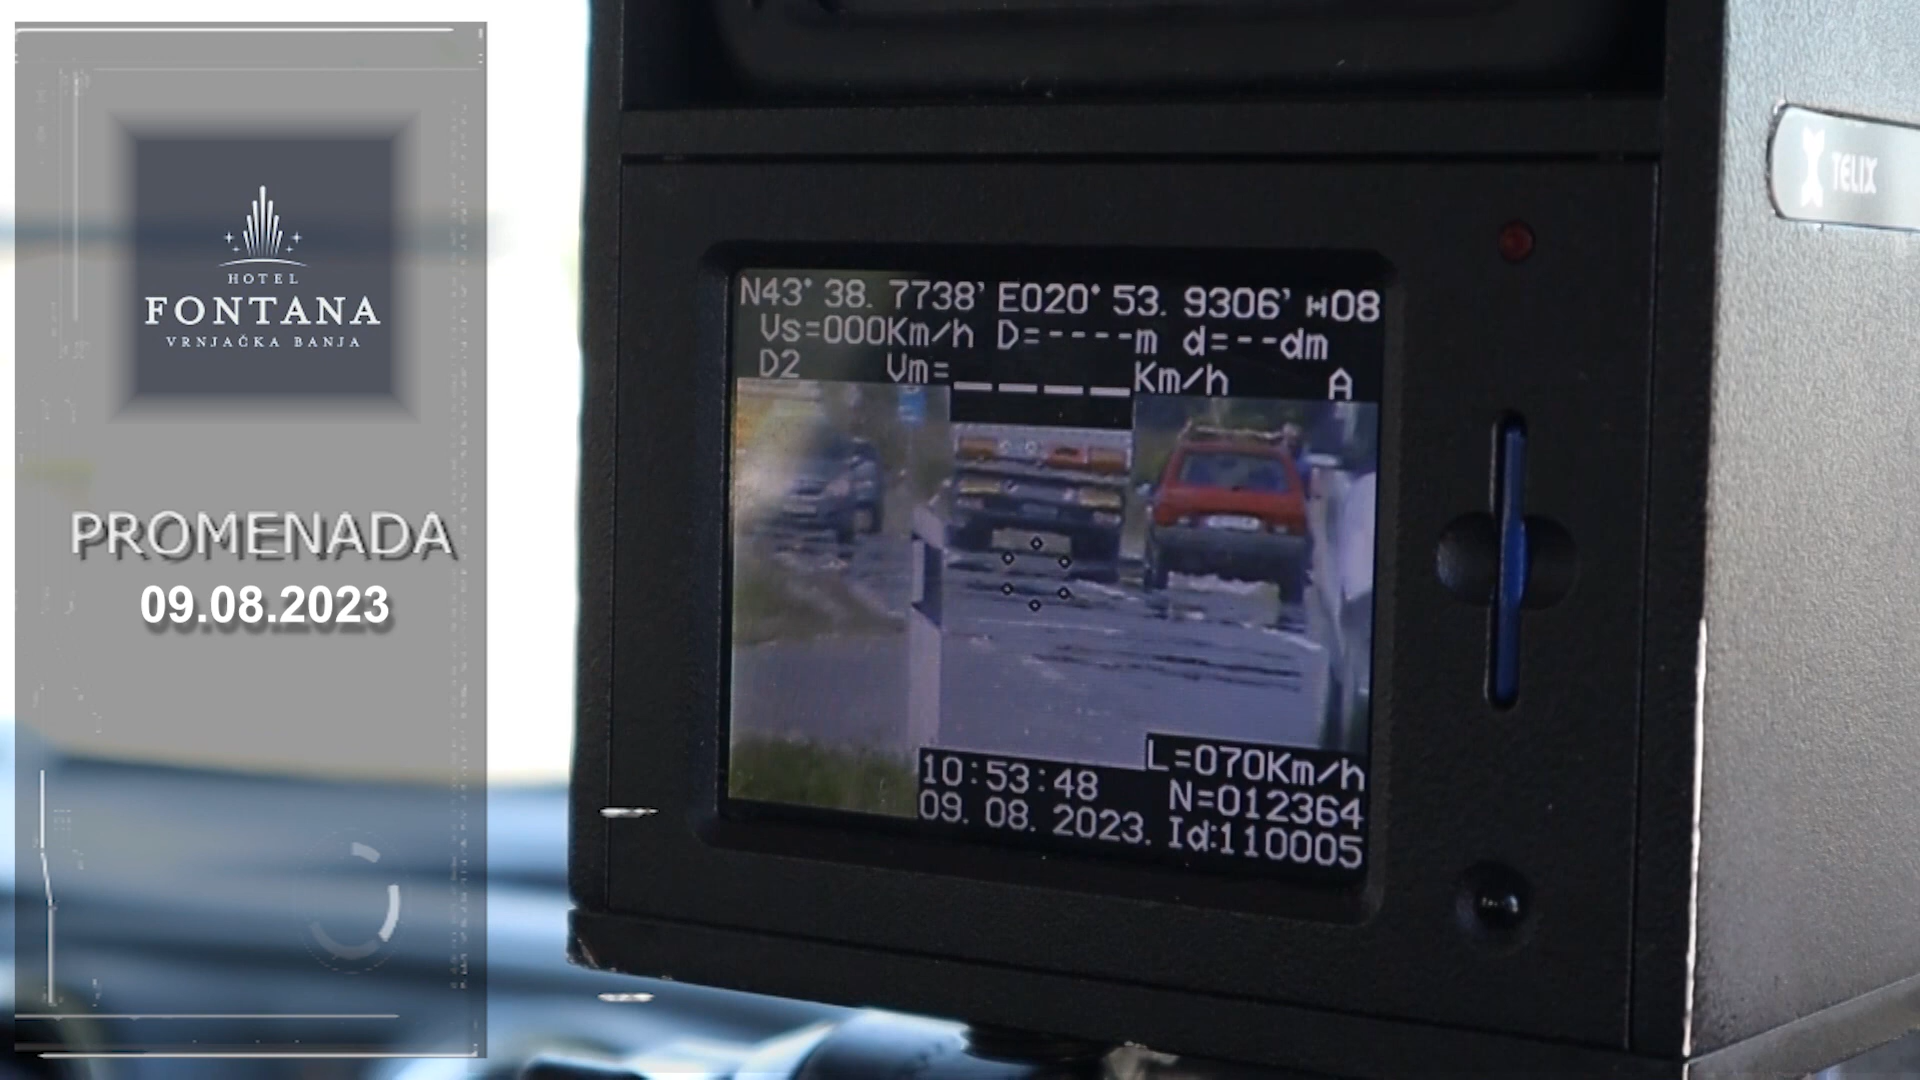 HOTEL
FONTANA
VRNJAČKA BANJA
PROMENADA
09.08.2023
TELIX
N43° 38. 7738' E020° 53. 9306' H08
Vs=000Km/h D=----m d=--dm
D2 Vm=____Km/h A
L=070Km/h
10:53:48 N=012364
09. 08. 2023. Id:110005